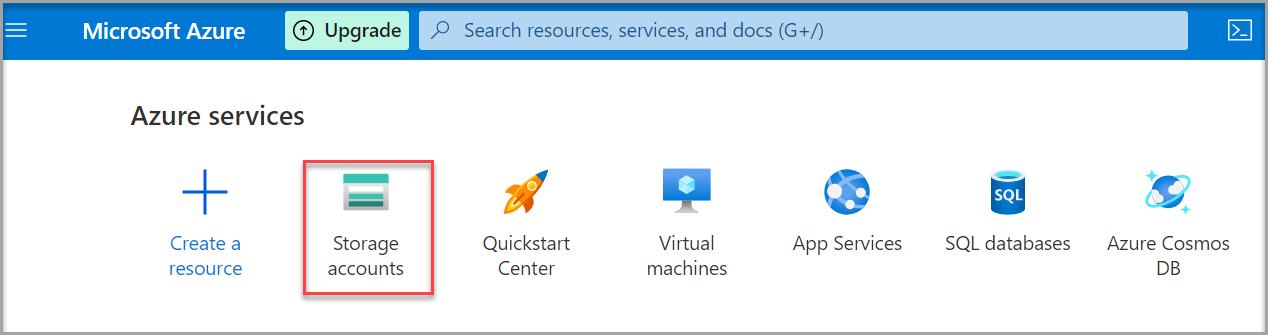 Microsoft Azure
Upgrade
Search resources, services, and docs (G+/)
Azure services
Create a
resource
Storage
accounts
Quickstart
Center
Virtual
machines
App Services
SQL
SQL databases
Azure Cosmos
DB